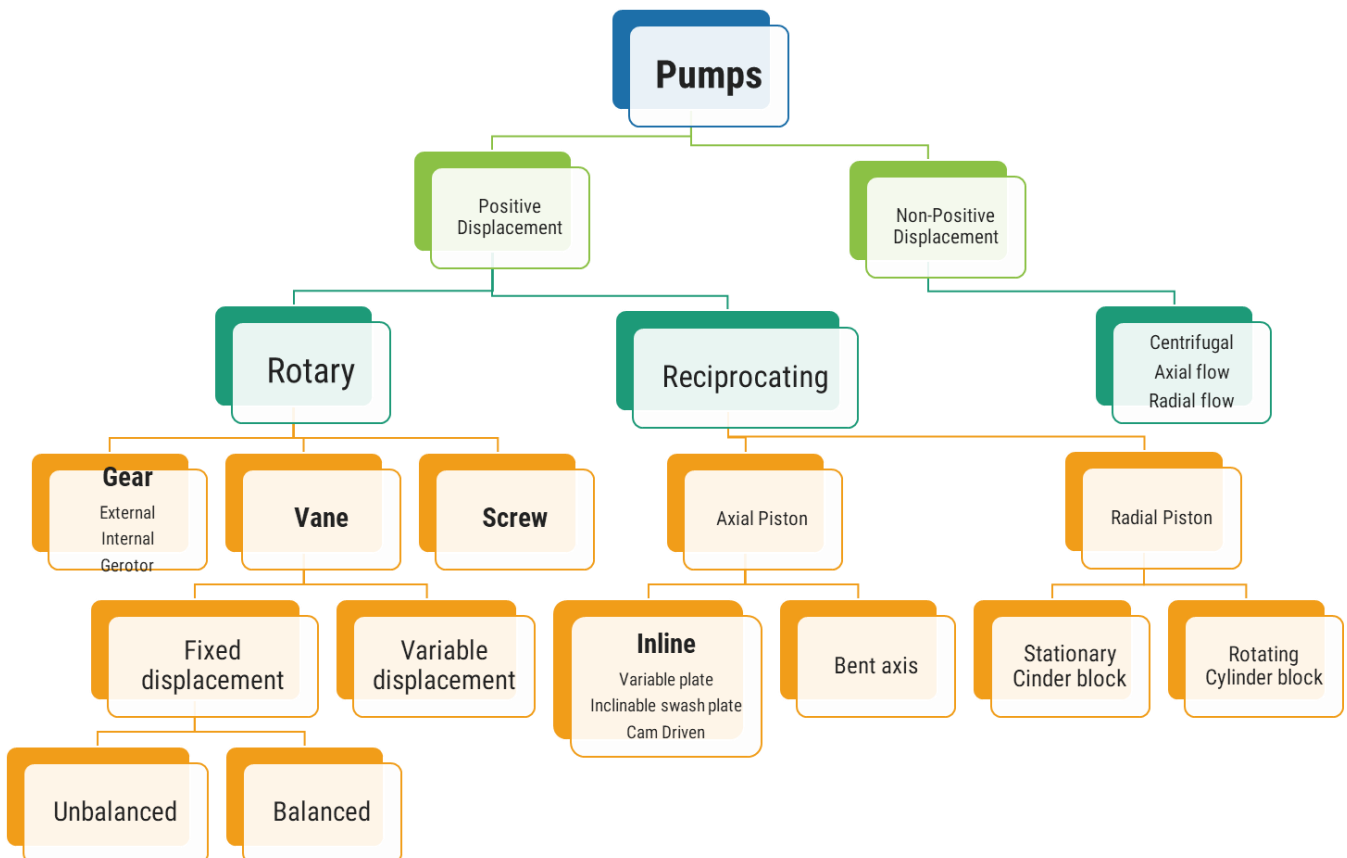 Pumps
Positive
Displacement
Non-Positive
Displacement
Rotary
Reciprocating
Centrifugal
Axial flow
Radial flow
Gear
External
Internal
Gerotor
Vane
Screw
Axial Piston
Radial Piston
Fixed
displacement
Variable
displacement
Inline
Variable plate
Inclinable swash plate
Cam Driven
Bent axis
Stationary
Cinder block
Rotating
Cylinder block
Unbalanced
Balanced